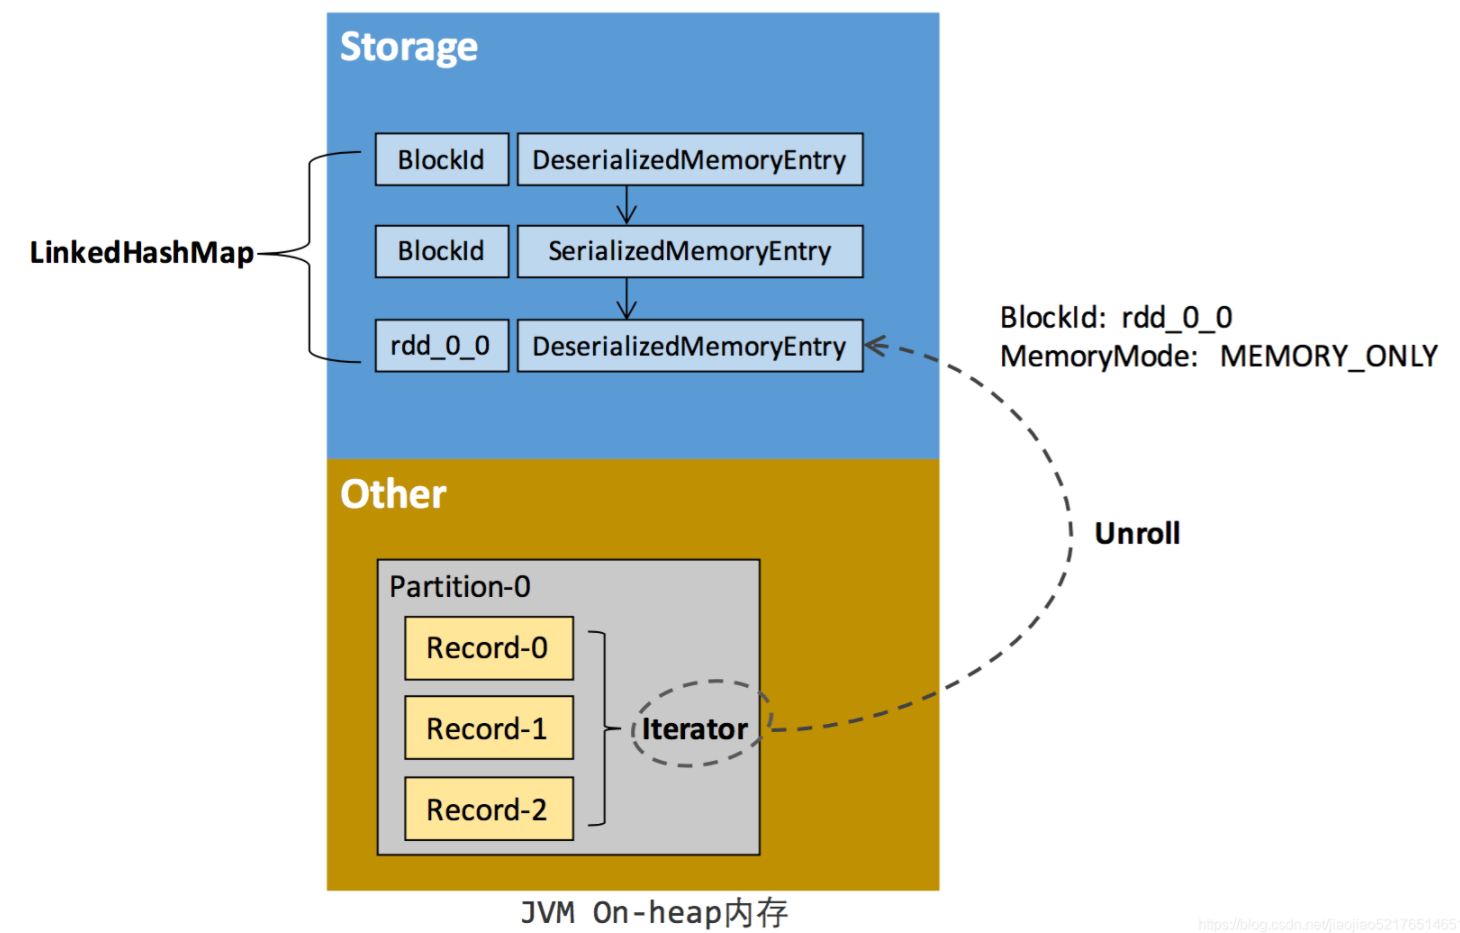 Storage
BlockId DeserializedMemoryEntry
LinkedHashMap
BlockId SerializedMemoryEntry
rdd_0_0 DeserializedMemoryEntry
BlockId: rdd_0_0
MemoryMode: MEMORY_ONLY
Other
Unroll
Partition-0
Record-0
Record-1
Iterator
Record-2
JVM On-heap内存
https://blog.csdn.net/jiaojiao521765146514